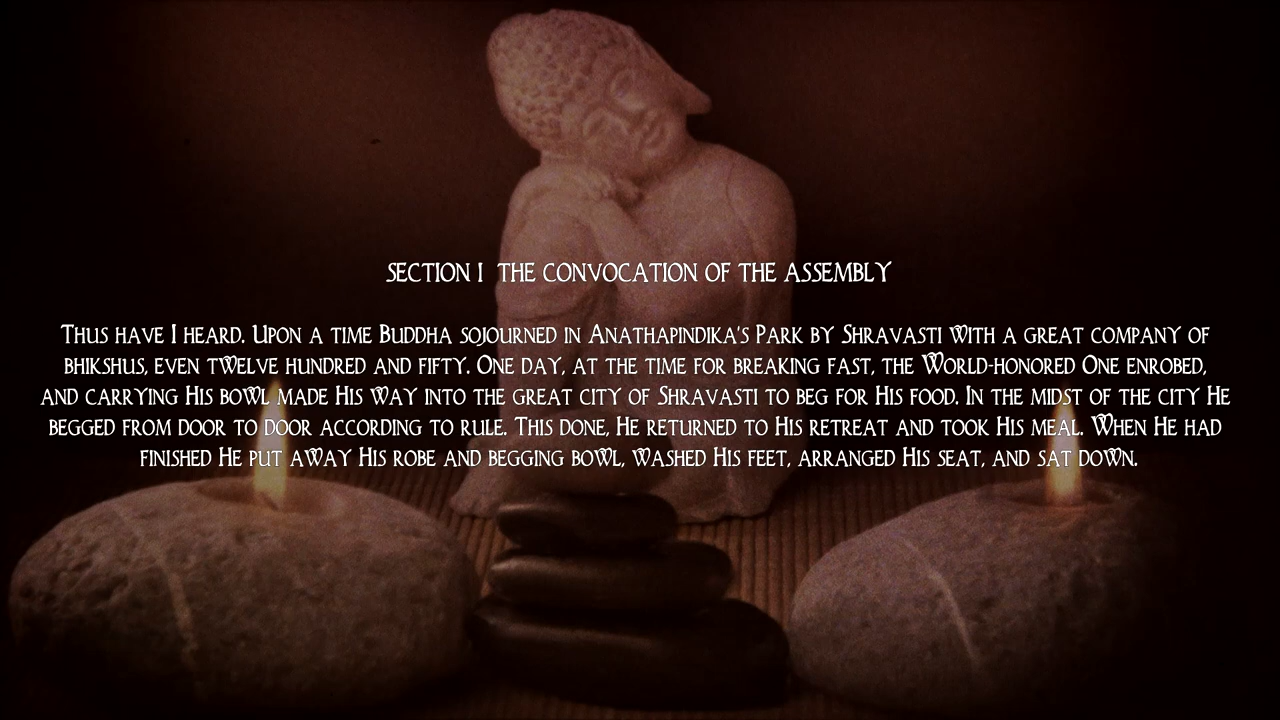 SECTION I THE CONVOCATION OF THE ASSEMBLY
Thus have I heard. Upon a time Buddha sojourned in Anathapindika's Park by Shravasti with a great company of
bhikshus, even twelve hundred and fifty. One day, at the time for breaking fast, the World-honored One enrobed,
and carrying His bowl made His way into the great city of Shravasti to beg for His food. In the midst of the city He
begged from door to door according to rule. This done, He returned to His retreat and took His meal. When He had
finished He put away His robe and begging bowl, washed His feet, arranged His seat, and sat down.